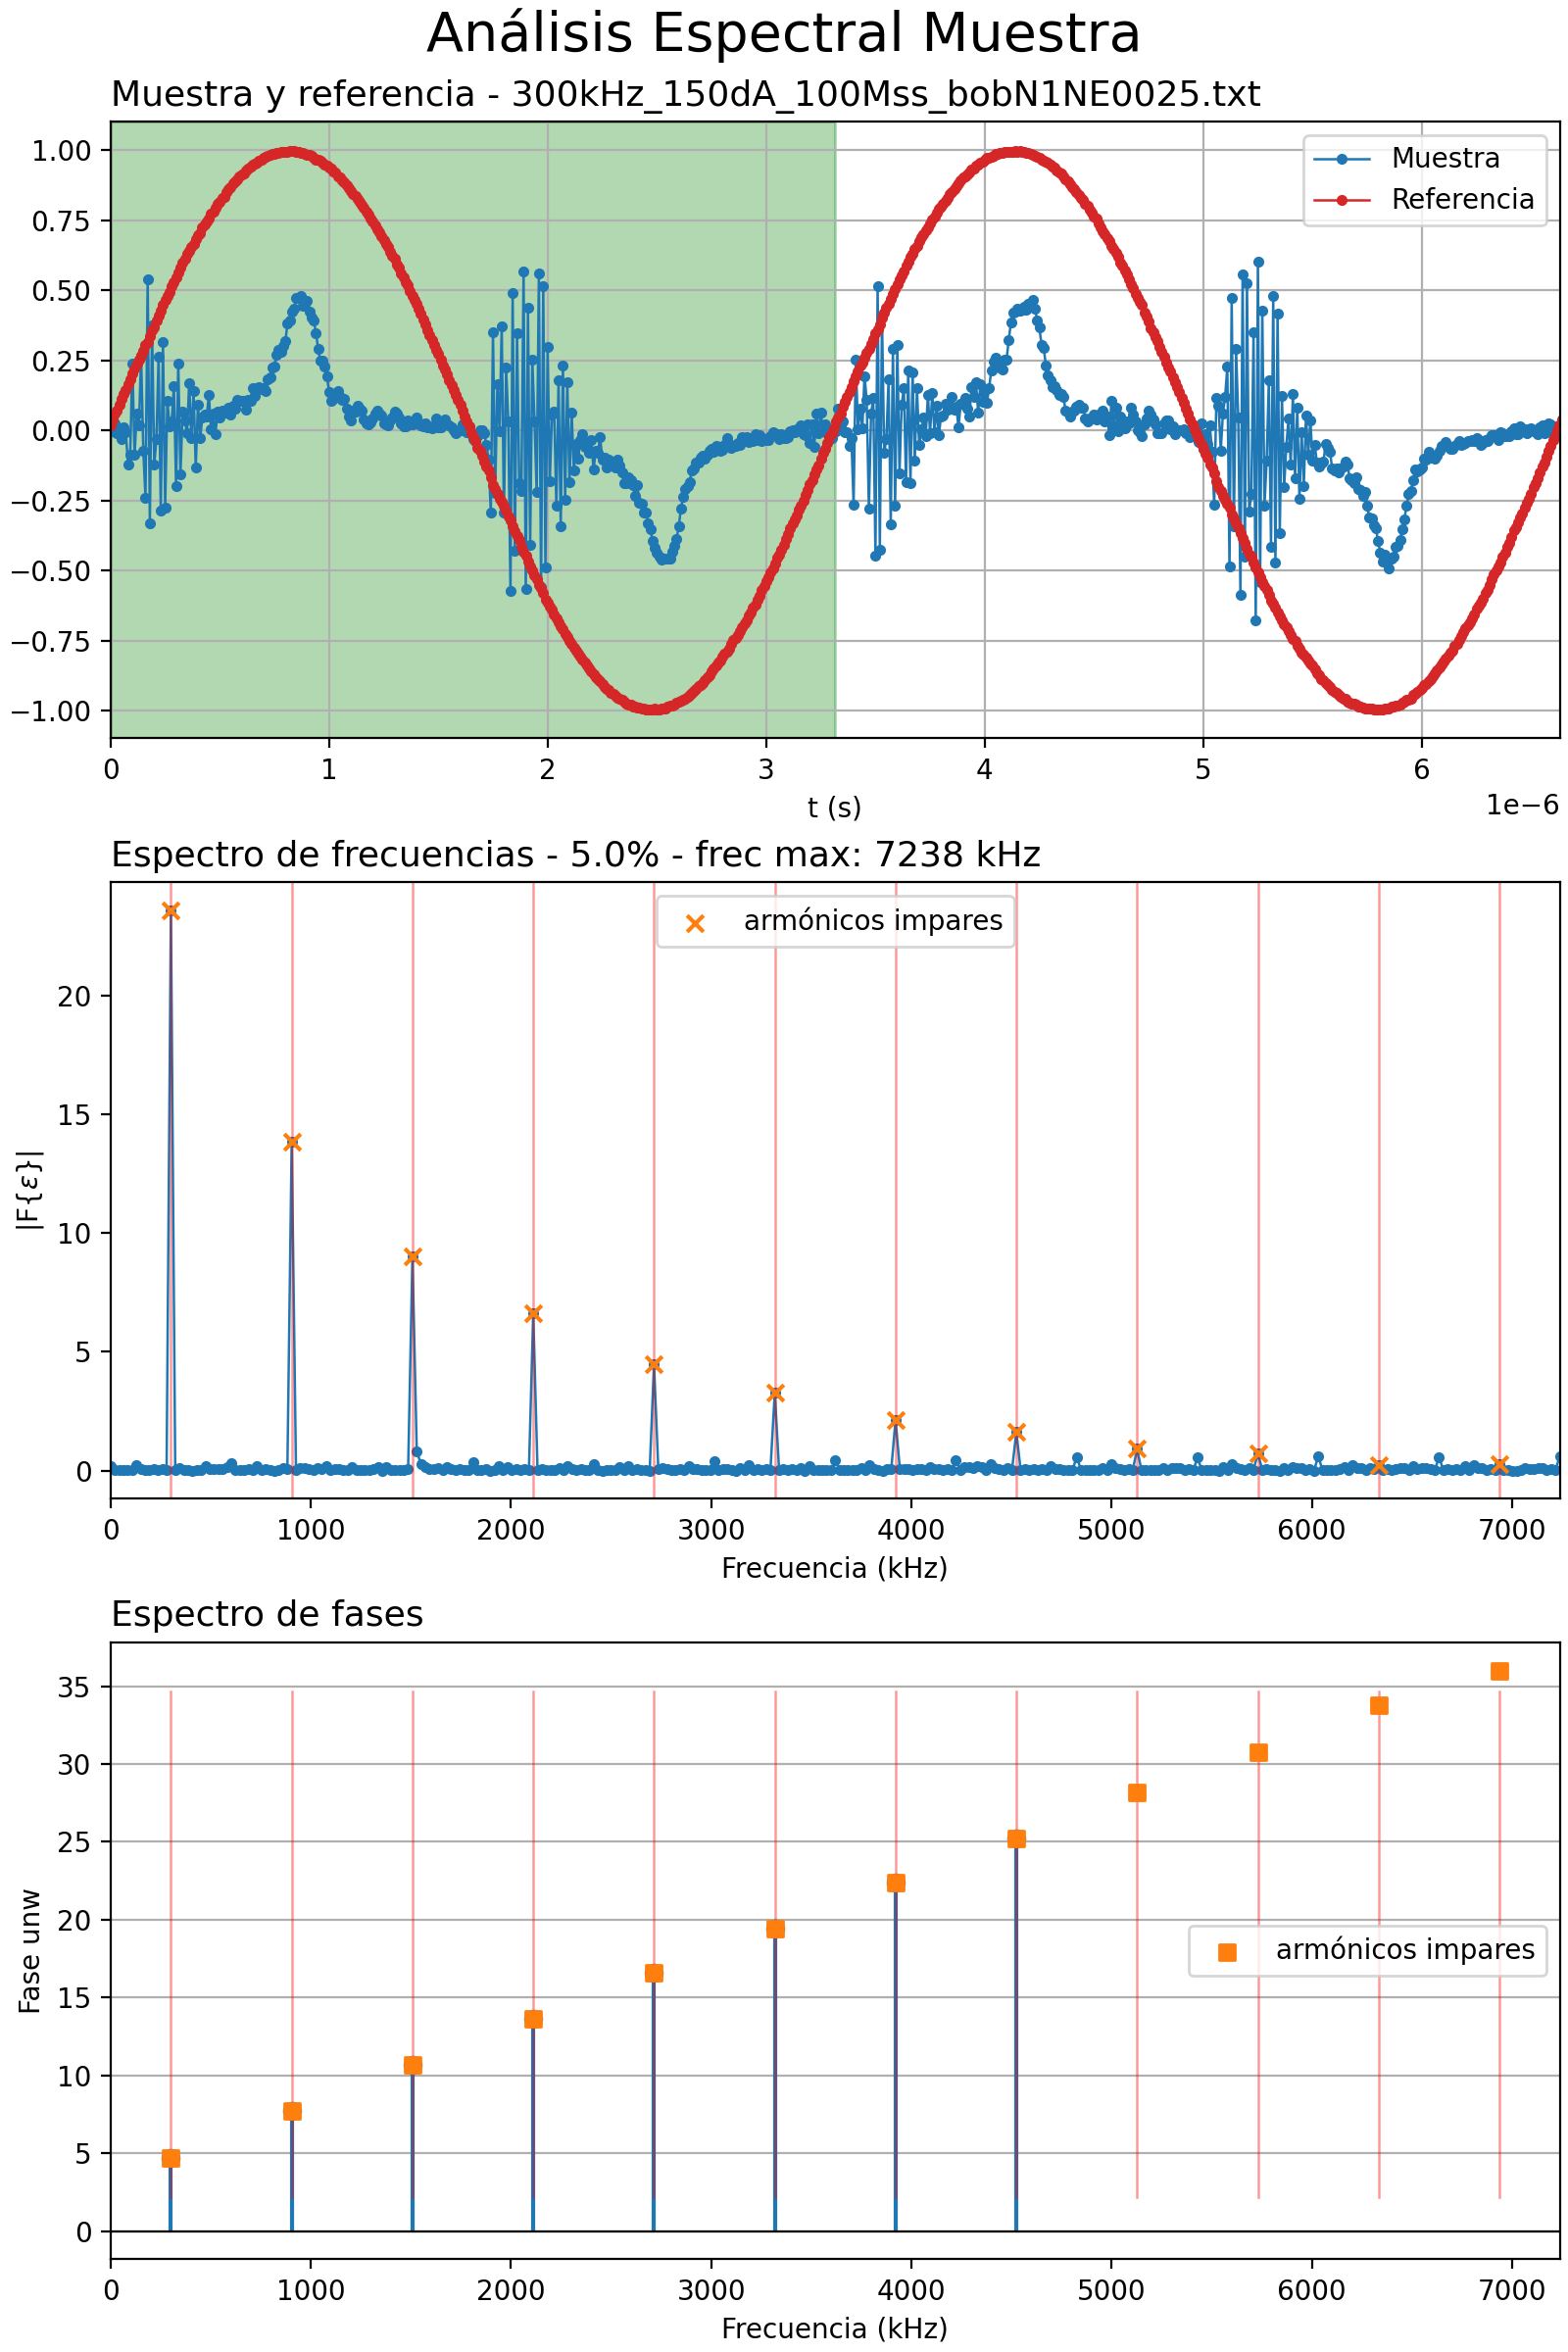 Análisis Espectral Muestra
Muestra y referencia - 300kHz_150dA_100Mss_bobN1NE0025.txt
1.00
0.75
0.50
0.25
0.00
−0.25
−0.50
−0.75
−1.00
Muestra
Referencia
0 1 2 3 4 5 6
t (s)
1e−6
Espectro de frecuencias - 5.0% - frec max: 7238 kHz
armónicos impares
|F{ε}|
20
15
10
5
0
0 1000 2000 3000 4000 5000 6000 7000
Frecuencia (kHz)
Espectro de fases
Fase unw
35
30
25
20
15
10
5
0
armónicos impares
0 1000 2000 3000 4000 5000 6000 7000
Frecuencia (kHz)